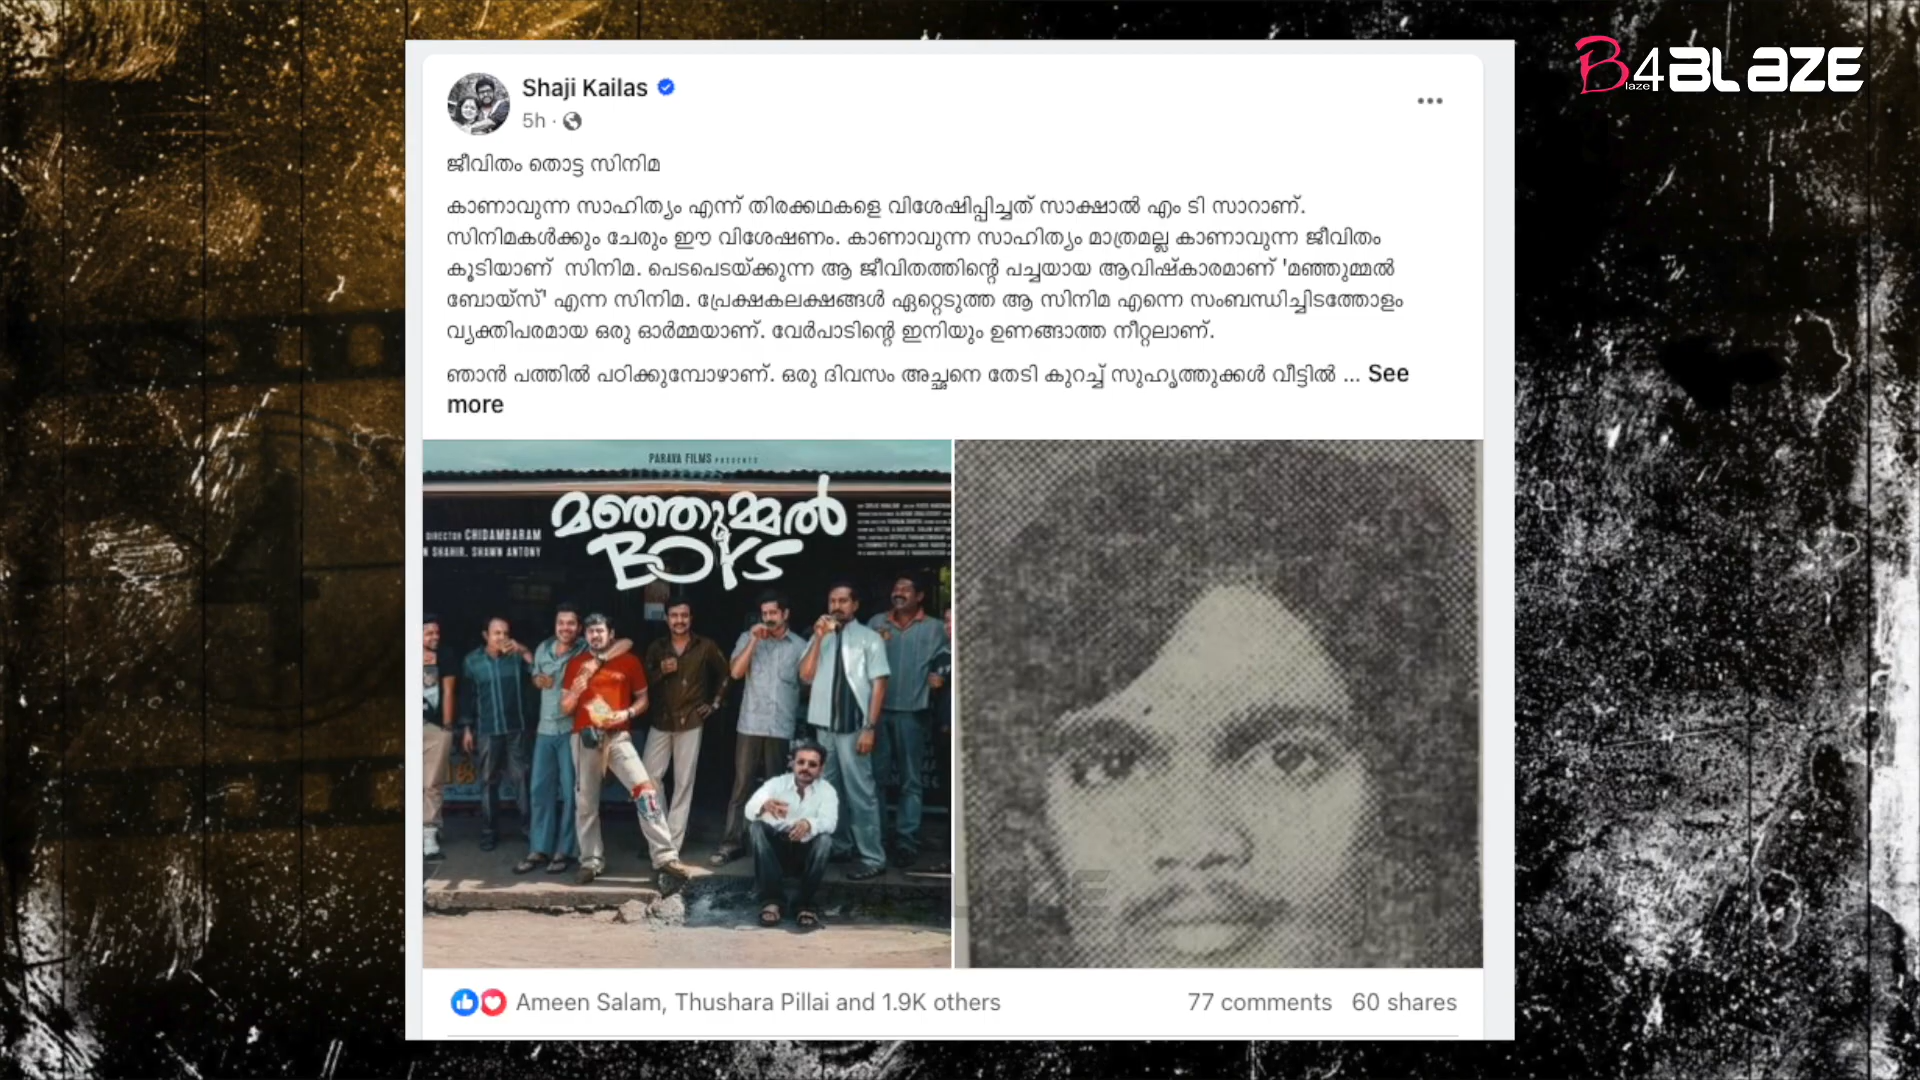 B4BLAZE
laze
Shaji Kailas
5h ·
ജീവിതം തൊട്ട സിനിമ
കാണാവുന്ന സാഹിത്യം എന്ന് തിരക്കഥകളെ വിശേഷിപ്പിച്ചത് സാക്ഷാൽ എം ടി സാറാണ്.
സിനിമകൾക്കും ചേരും ഈ വിശേഷണം. കാണാവുന്ന സാഹിത്യം മാത്രമല്ല കാണാവുന്ന ജീവിതം
കൂടിയാണ് സിനിമ. പെടപെടയ്ക്കുന്ന ആ ജീവിതത്തിന്റെ പച്ചയായ ആവിഷ്കാരമാണ് 'മഞ്ഞുമ്മൽ
ബോയ്സ്' എന്ന സിനിമ. പ്രേക്ഷകലക്ഷങ്ങൾ ഏറ്റെടുത്ത ആ സിനിമ എന്നെ സംബന്ധിച്ചിടത്തോളം
വ്യക്തിപരമായ ഒരു ഓർമ്മയാണ്. വേർപാടിന്റെ ഇനിയും ഉണങ്ങാത്ത നീറ്റലാണ്.
ഞാൻ പത്തിൽ പഠിക്കുമ്പോഴാണ്. ഒരു ദിവസം അച്ഛനെ തേടി കുറച്ച് സുഹൃത്തുക്കൾ വീട്ടിൽ ... See
more
PARAVA FILMS PRESENTS
മഞ്ഞുമ്മൽ
BOYS
DIRECTOR CHIDAMBARAM
N SHAHIR, SHAWN ANTONY
Ameen Salam, Thushara Pillai and 1.9K others
77 comments 60 shares